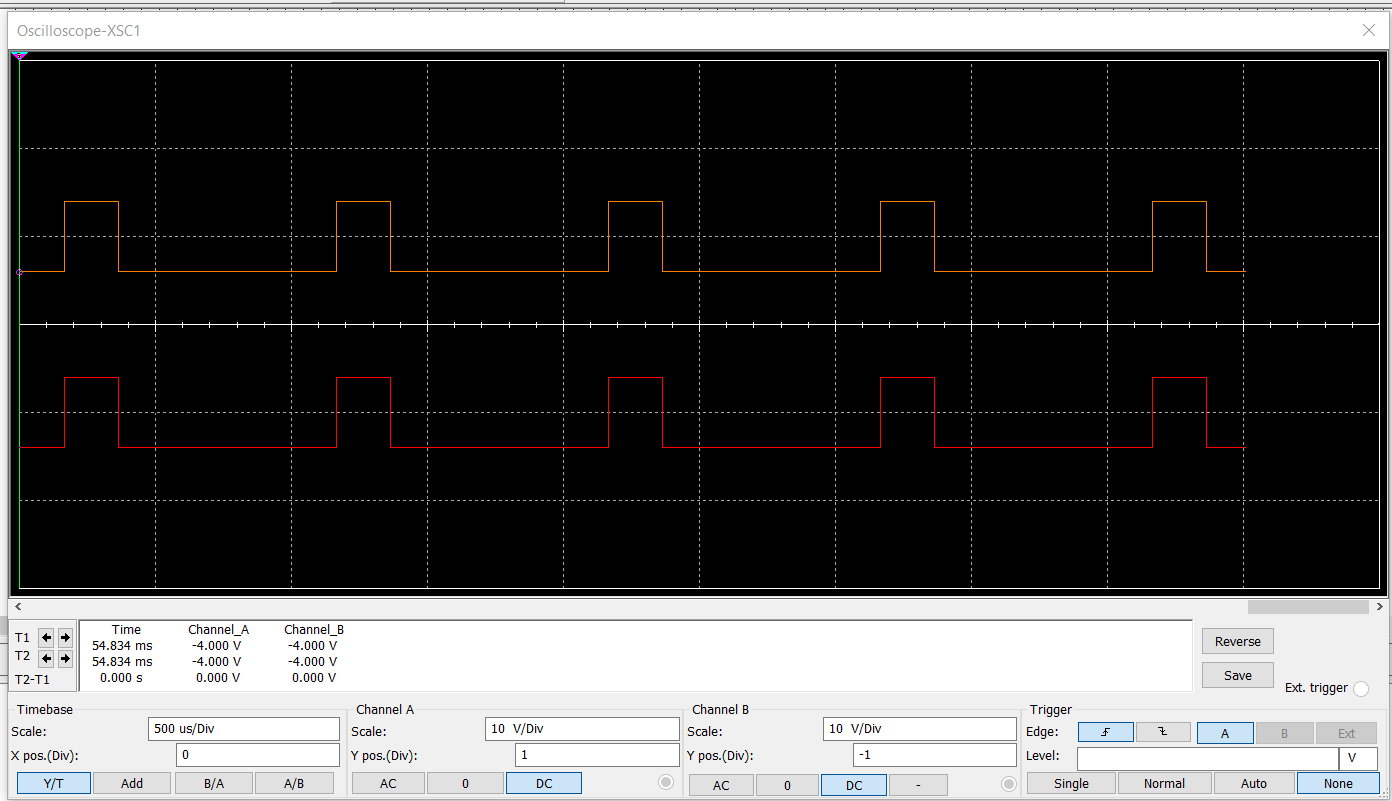 Oscilloscope-XSC1
Time Channel_A Channel_B
T1 54.834 ms -4.000 V -4.000 V
T2 54.834 ms -4.000 V -4.000 V
T2-T1 0.000 s 0.000 V 0.000 V
Reverse
Save
Ext. trigger
Timebase
Scale: 500 us/Div
X pos.(Div): 0
Y/T Add B/A A/B
Channel A
Scale: 10 V/Div
Y pos.(Div): 1
AC 0 DC
Channel B
Scale: 10 V/Div
Y pos.(Div): -1
AC 0 DC -
Trigger
Edge: A B Ext
Level: V
Single Normal Auto None